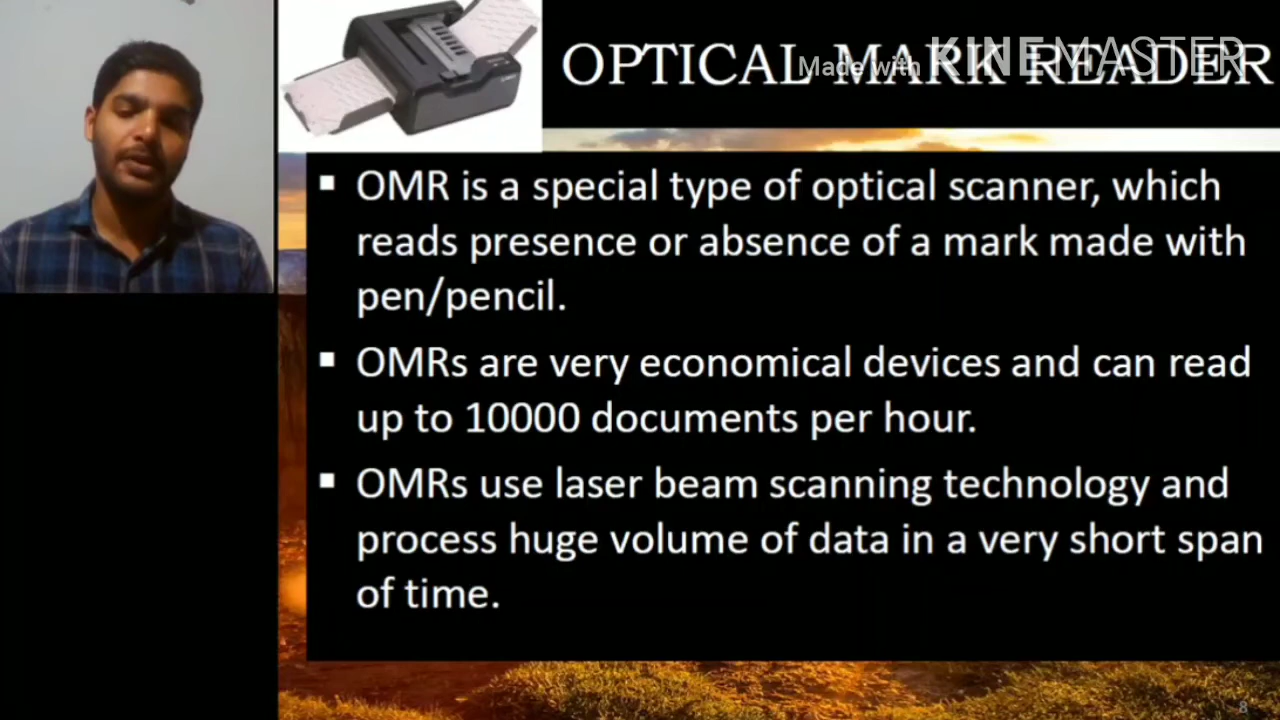 OPTICAL MARK READER
Made with KINEMASTER
▪ OMR is a special type of optical scanner, which
reads presence or absence of a mark made with
pen/pencil.
▪ OMRs are very economical devices and can read
up to 10000 documents per hour.
▪ OMRs use laser beam scanning technology and
process huge volume of data in a very short span
of time.
8